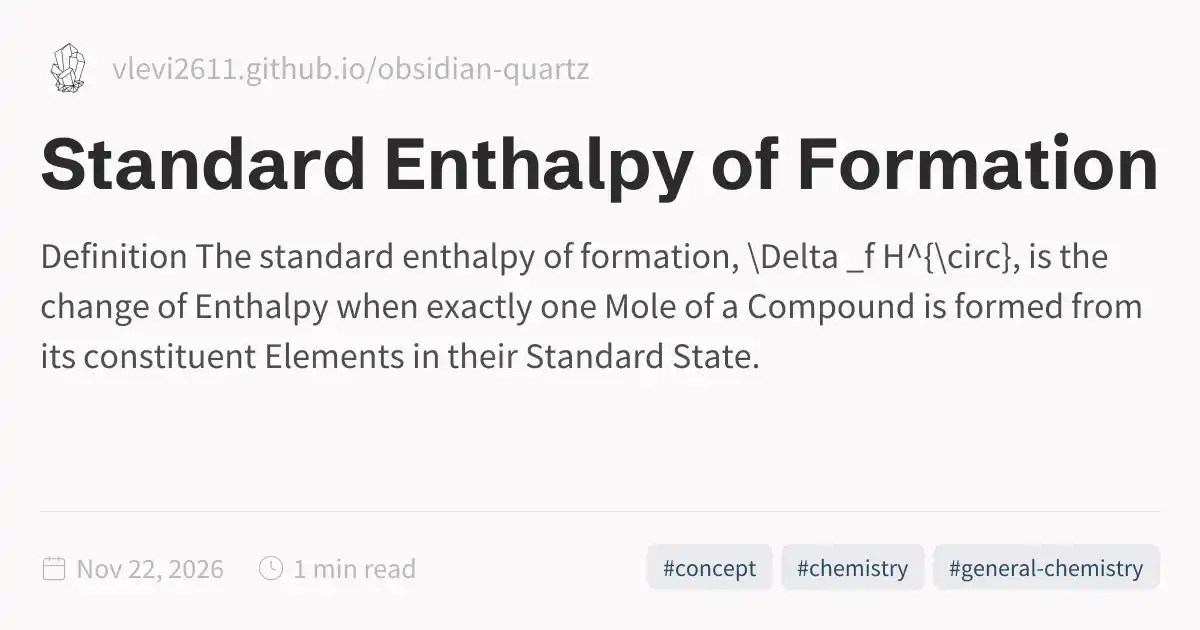 vlevi2611.github.io/obsidian-quartz
Standard Enthalpy of Formation
Definition The standard enthalpy of formation, \Delta _f H^{\circ}, is the
change of Enthalpy when exactly one Mole of a Compound is formed from
its constituent Elements in their Standard State.
Nov 22, 2026 1 min read #concept #chemistry #general-chemistry